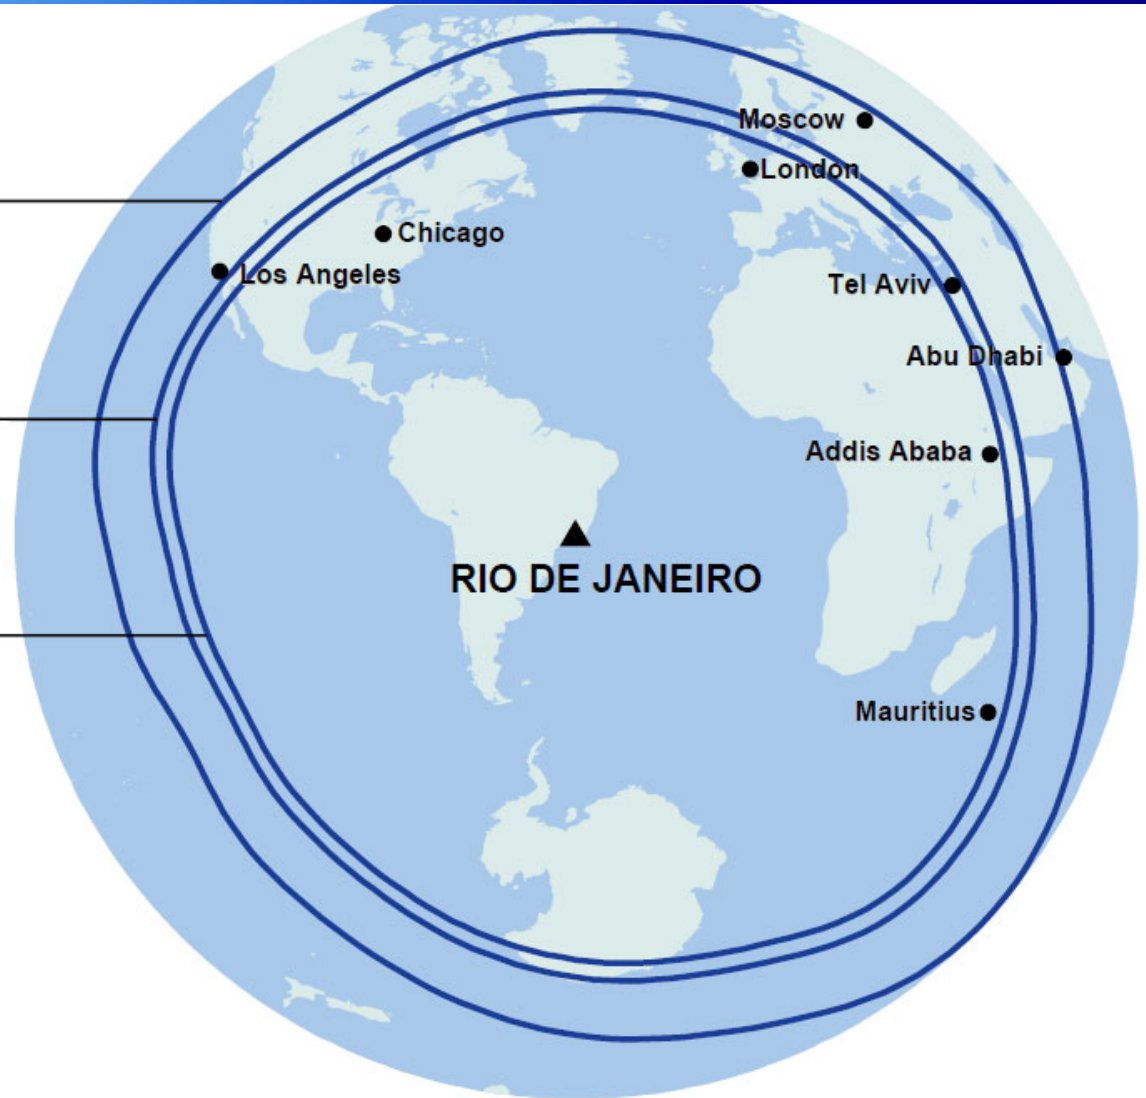 Moscow
London
Chicago
Los Angeles
Tel Aviv
Abu Dhabi
Addis Ababa
RIO DE JANEIRO
Mauritius